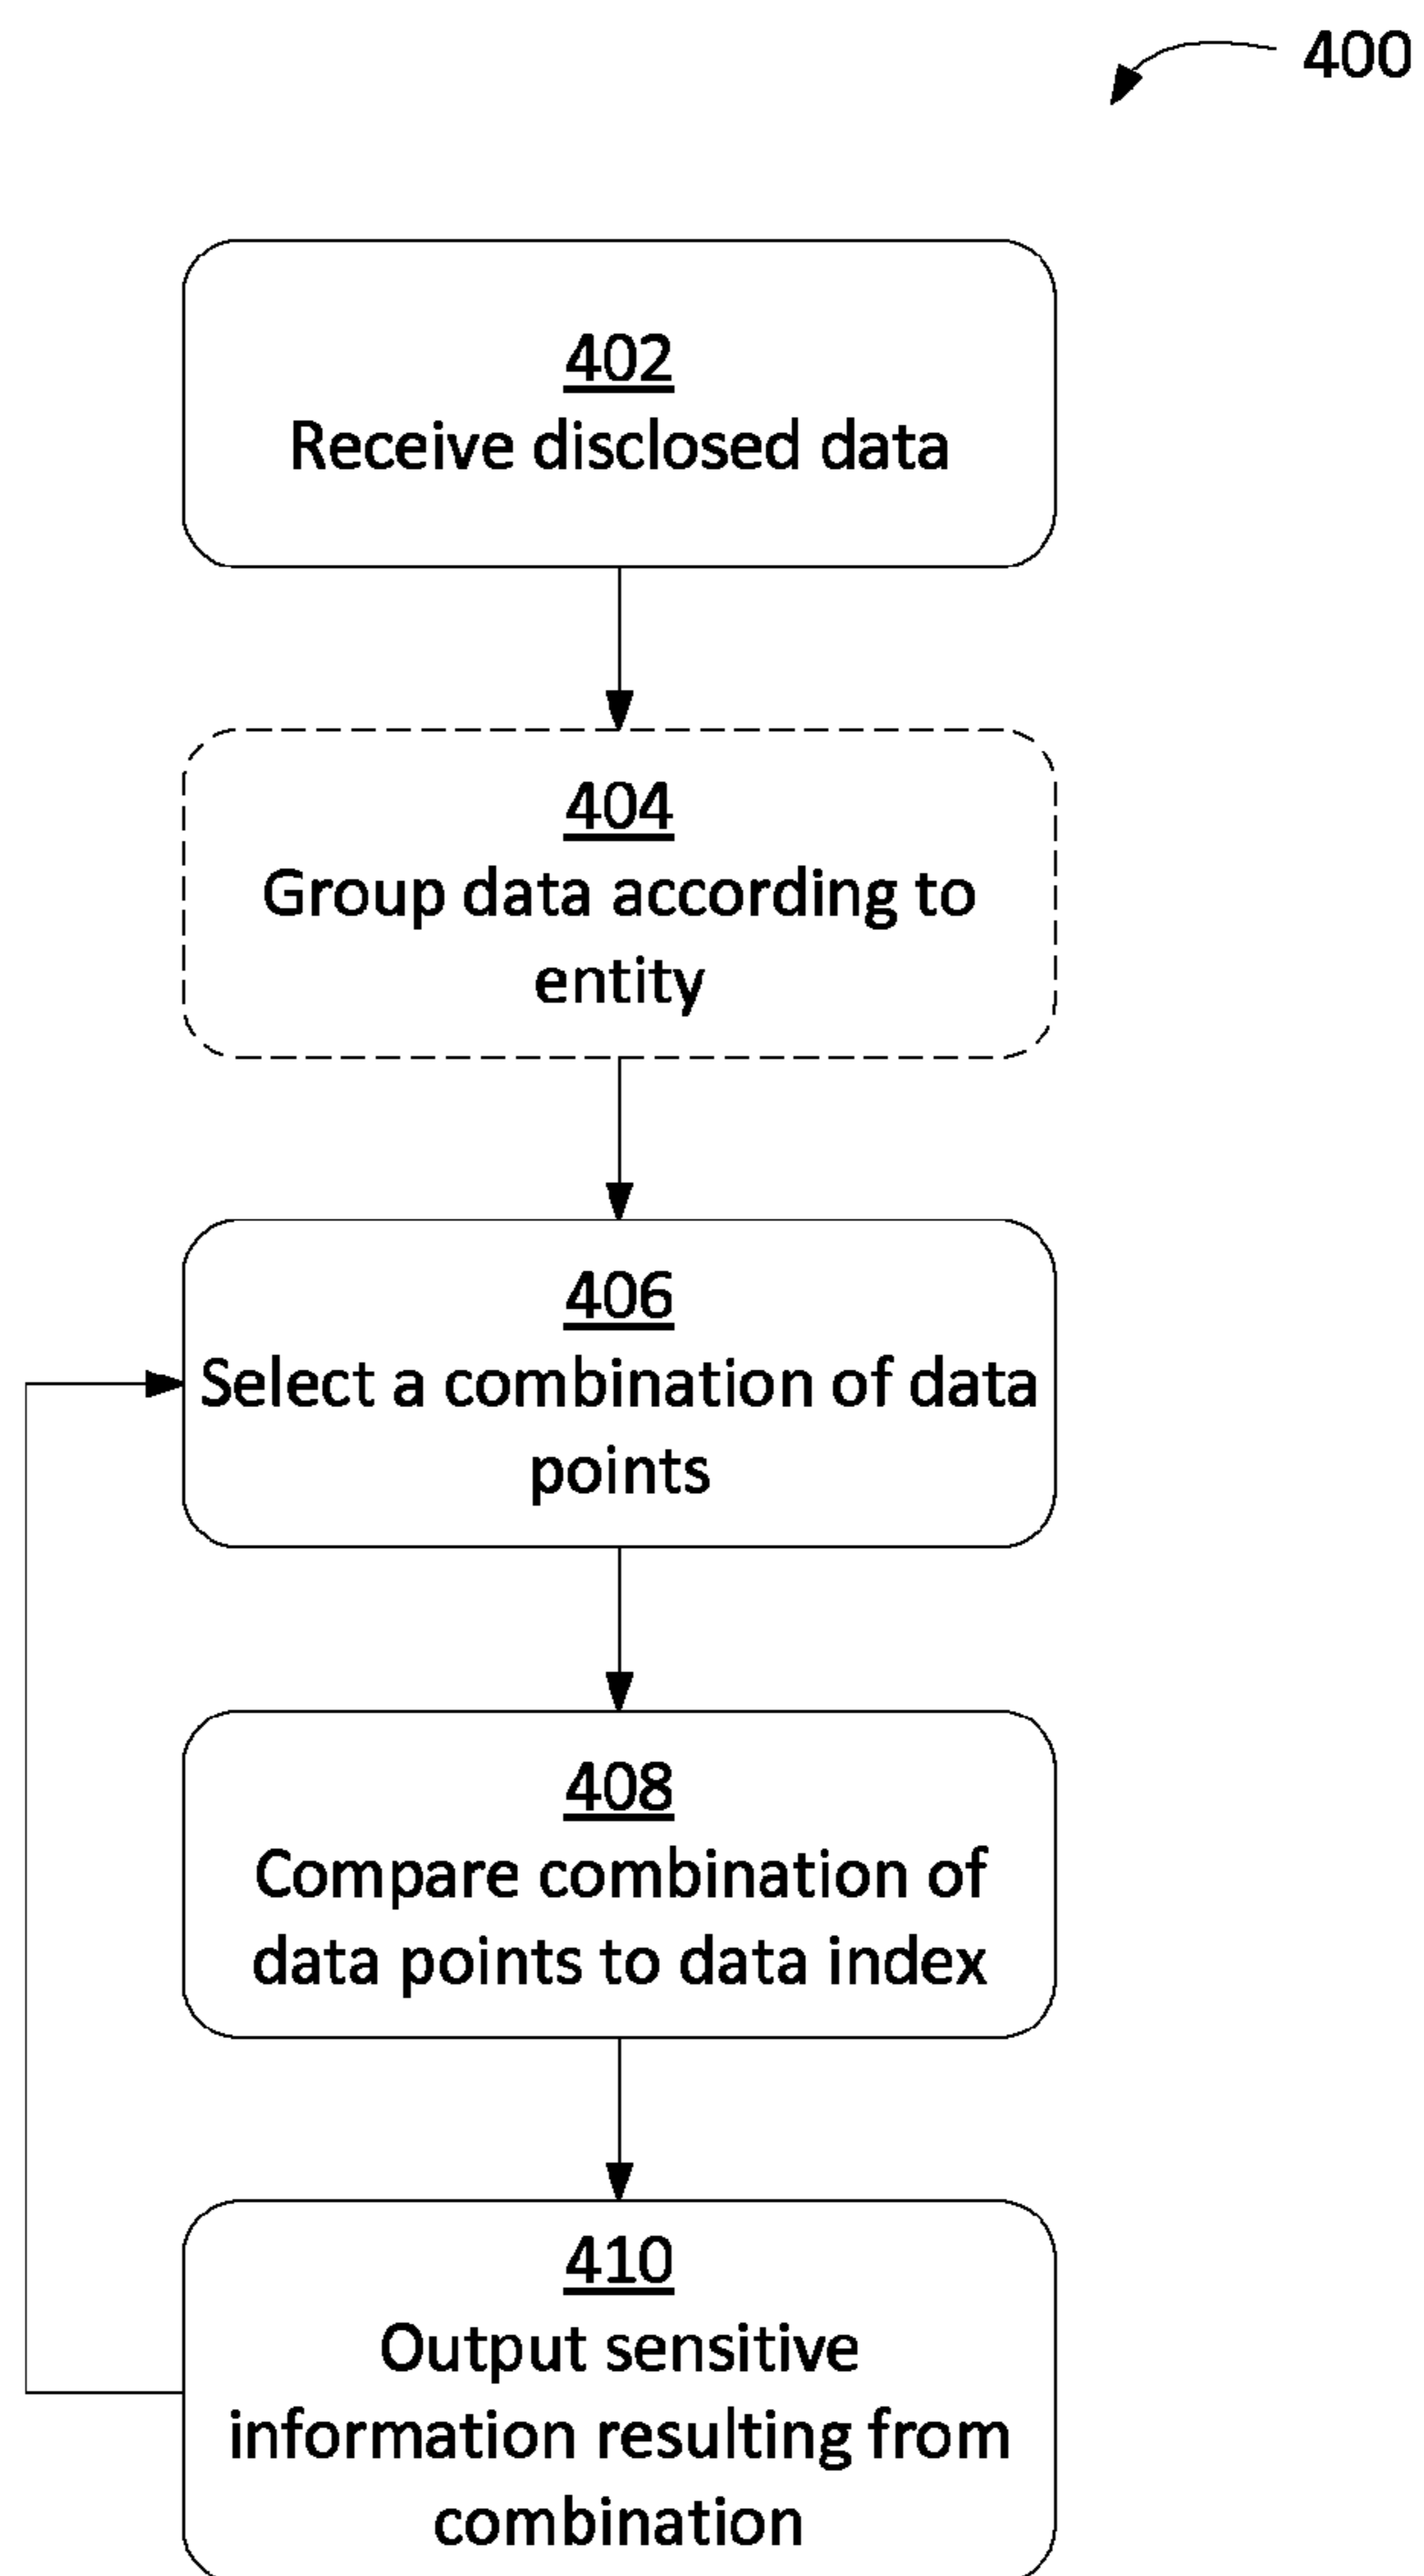 400
402
Receive disclosed data
404
Group data according to
entity
406
Select a combination of data
points
408
Compare combination of
data points to data index
410
Output sensitive
information resulting from
combination